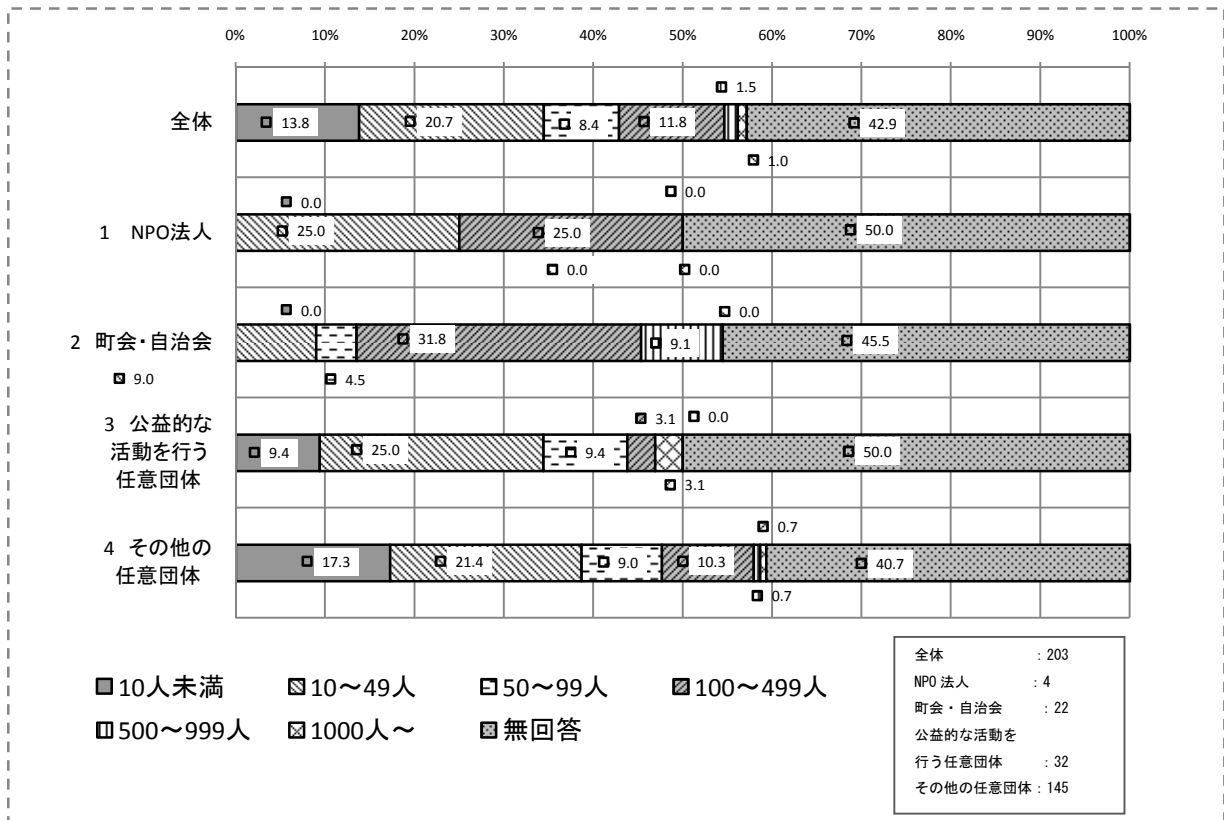 0% 10% 20% 30% 40% 50% 60% 70% 80% 90% 100%
1.5
全体
13.8 20.7 8.4 11.8 42.9
1.0
0.0 0.0
1 NPO法人
25.0 25.0 50.0
0.0 0.0
0.0 0.0
2 町会・自治会
31.8 9.1 45.5
9.0 4.5
3.1 0.0
3 公益的な
活動を行う
任意団体
9.4 25.0 9.4 50.0
3.1
0.7
4 その他の
任意団体
17.3 21.4 9.0 10.3 40.7
0.7
10人未満 10～49人 50～99人 100～499人
500～999人 1000人～ 無回答
全体 : 203
NPO 法人 : 4
町会・自治会 : 22
公益的な活動を
行う任意団体 : 32
その他の任意団体 : 145